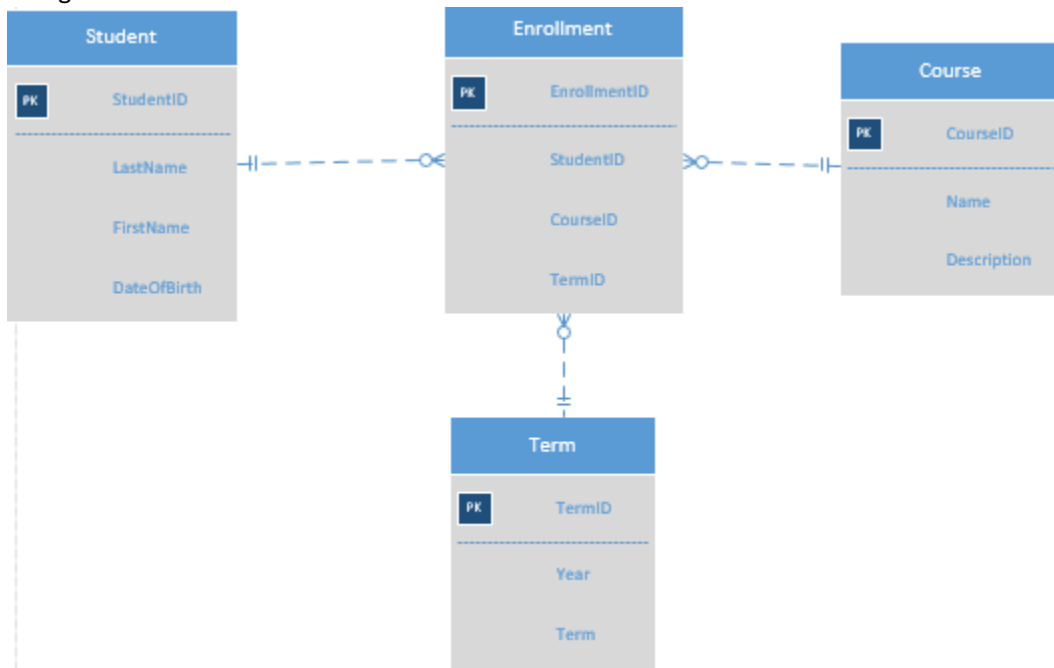 Student
PK StudentID
LastName
FirstName
DateOfBirth
Enrollment
PK EnrollmentID
StudentID
CourseID
TermID
Course
PK CourseID
Name
Description
Term
PK TermID
Year
Term